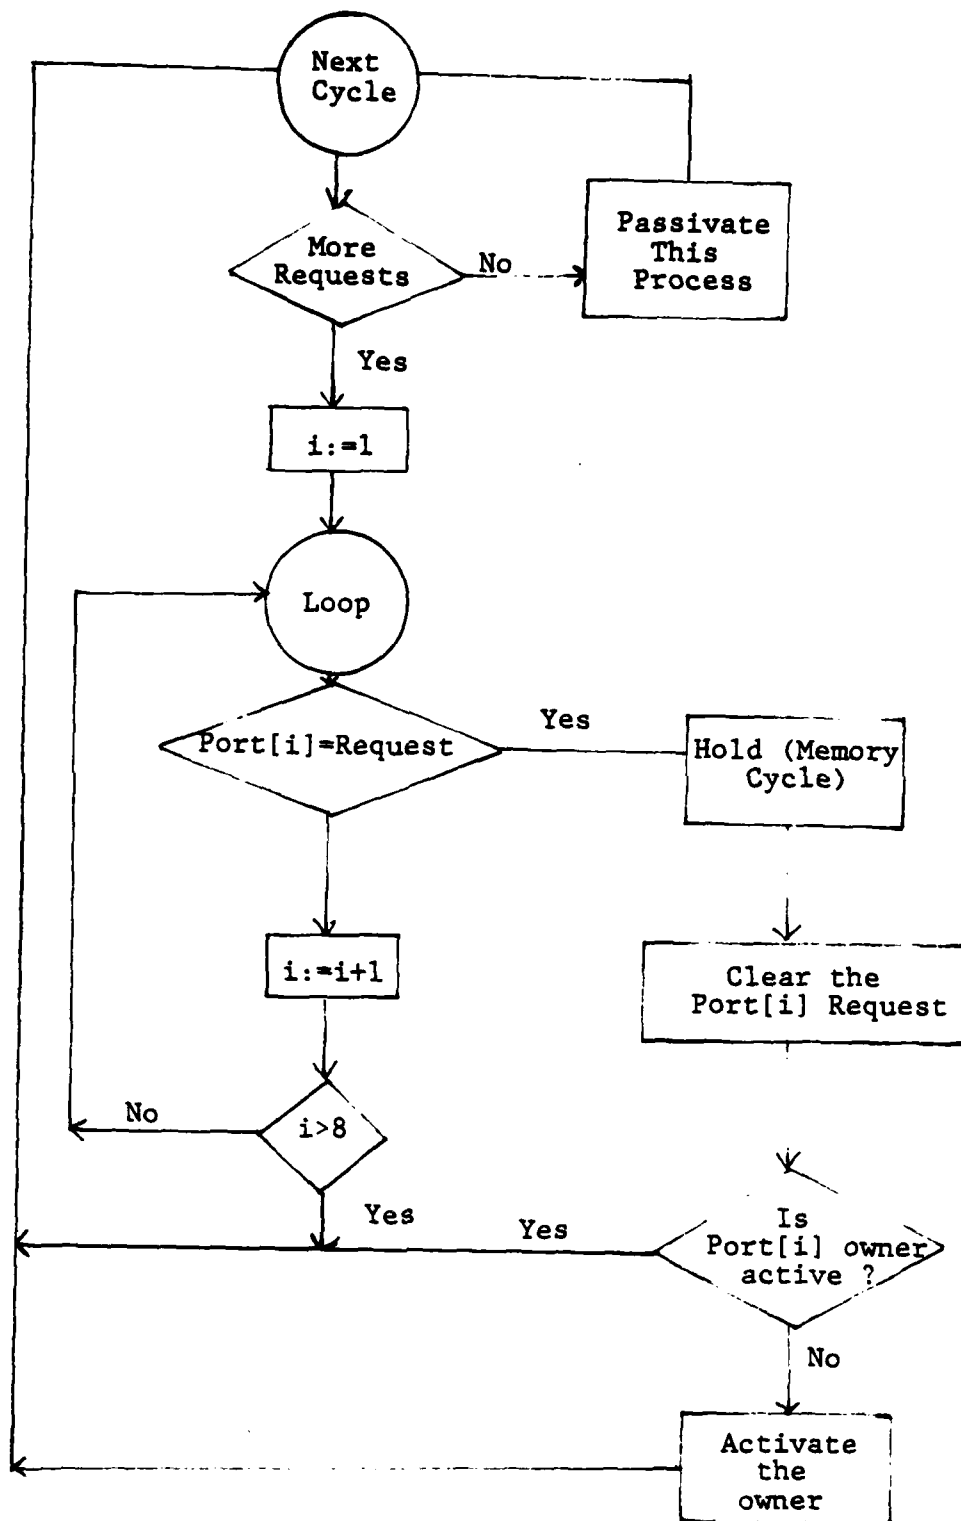 Next
Cycle
More
Requests
No
Passivate
This
Process
Yes
i:=1
Loop
Port[i]=Request
Yes
Hold (Memory
Cycle)
i:=i+1
Clear the
Port[i] Request
No
i>8
Yes
Yes
Is
Port[i] owner
active ?
No
Activate
the
owner